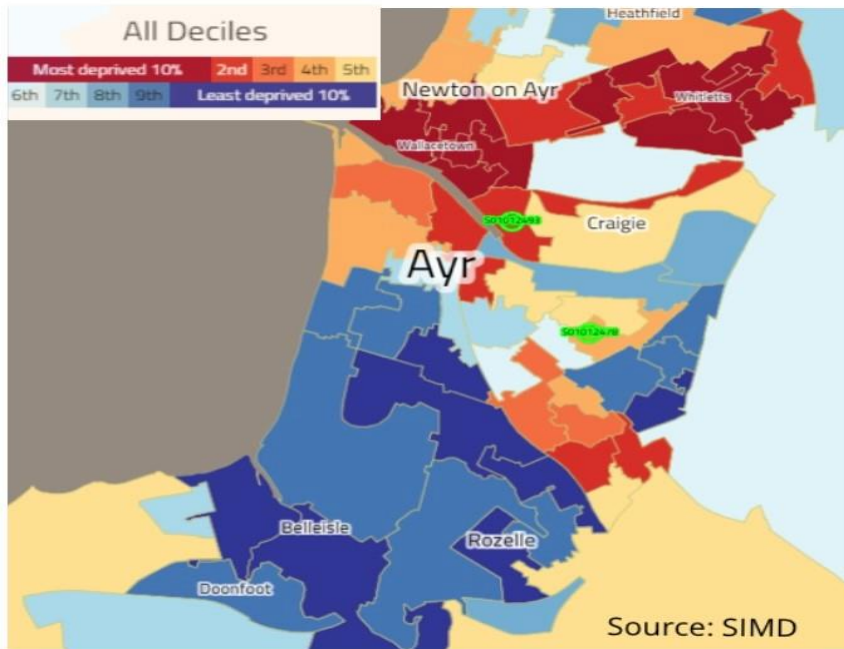 All Deciles
Most deprived 10% 2nd 3rd 4th 5th
6th 7th 8th 9th Least deprived 10%
Heathfield
Newton on Ayr
Whitletts
Wallacetown
S01012493
Craigie
Ayr
S01012478
Belleisle
Rozelle
Doonfoot
Source: SIMD